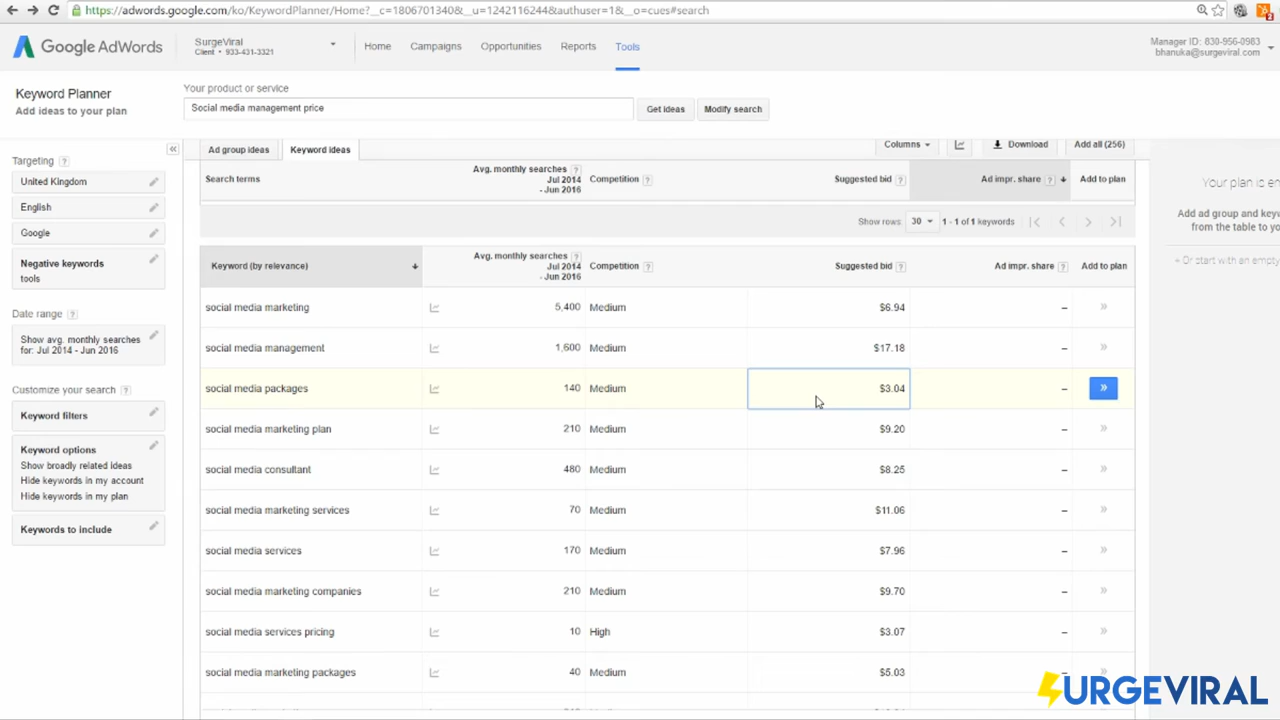 https://adwords.google.com/ko/KeywordPlanner/Home?__c=1806701340&__u=1242116244&authuser=1&__o=cues#search
Google AdWords
SurgeViral
Client • 933-431-3321
Home
Campaigns
Opportunities
Reports
Tools
Manager ID: 830-956-0983
bhanuka@surgeviral.com
Keyword Planner
Add ideas to your plan
Your product or service
Social media management price
Get ideas
Modify search
Targeting ?
United Kingdom
English
Google
Negative keywords
tools
Date range ?
Show avg. monthly searches
for: Jul 2014 - Jun 2016
Customize your search ?
Keyword filters
Keyword options
Show broadly related ideas
Hide keywords in my account
Hide keywords in my plan
Keywords to include
Ad group ideas
Keyword ideas
Columns
Download
Add all (256)
Search terms
Avg. monthly searches ?
Jul 2014
- Jun 2016
Competition ?
Suggested bid ?
Ad impr. share ?
Add to plan
Show rows: 30
1 - 1 of 1 keywords
Keyword (by relevance)
Avg. monthly searches ?
Jul 2014
- Jun 2016
Competition ?
Suggested bid ?
Ad impr. share ?
Add to plan
social media marketing 5,400 Medium $6.94 – »
social media management 1,600 Medium $17.18 – »
social media packages 140 Medium $3.04 – »
social media marketing plan 210 Medium $9.20 – »
social media consultant 480 Medium $8.25 – »
social media marketing services 70 Medium $11.06 – »
social media services 170 Medium $7.96 – »
social media marketing companies 210 Medium $9.70 – »
social media services pricing 10 High $3.07 – »
social media marketing packages 40 Medium $5.03 – »
Your plan is e
Add ad group and keyw
from the table to yo
+ Or start with an empty
SURGEVIRAL